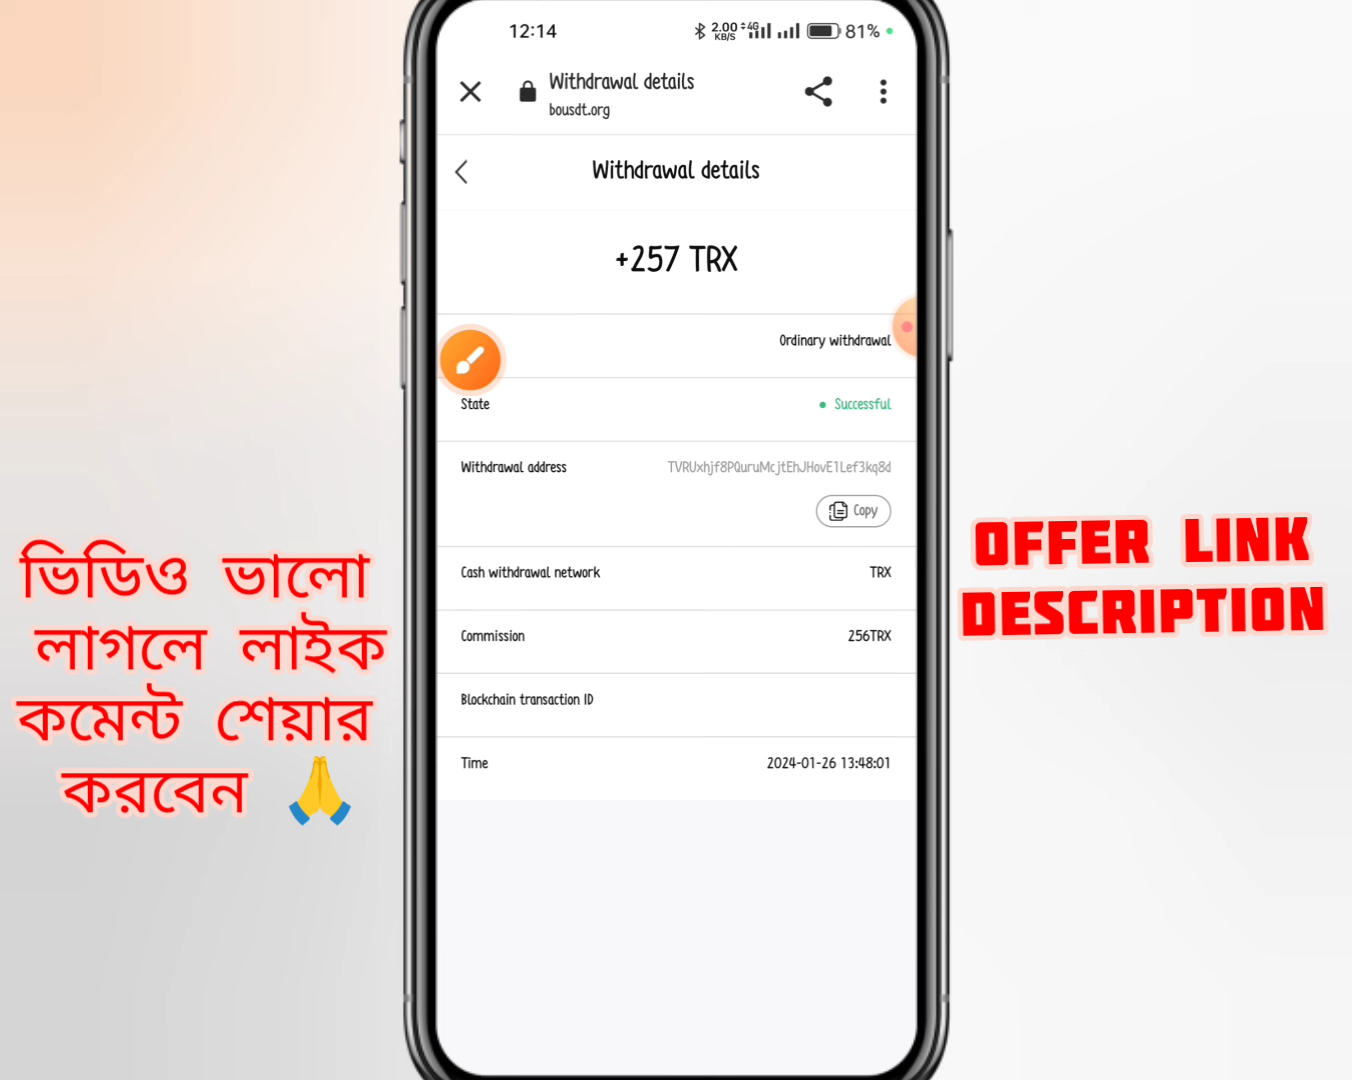 12:14
2.00 KB/S 4G 81%
Withdrawal details
bousdt.org
Withdrawal details
+257 TRX
Ordinary withdrawal
State Successful
Withdrawal address TVRUxhjf8PQuruMcjtEhJHovE1Lef3kq8d
Copy
Cash withdrawal network TRX
Commission 256TRX
Blockchain transaction ID
Time 2024-01-26 13:48:01
ভিডিও ভালো
লাগলে লাইক
কমেন্ট শেয়ার
করবেন 🙏
OFFER LINK
DESCRIPTION